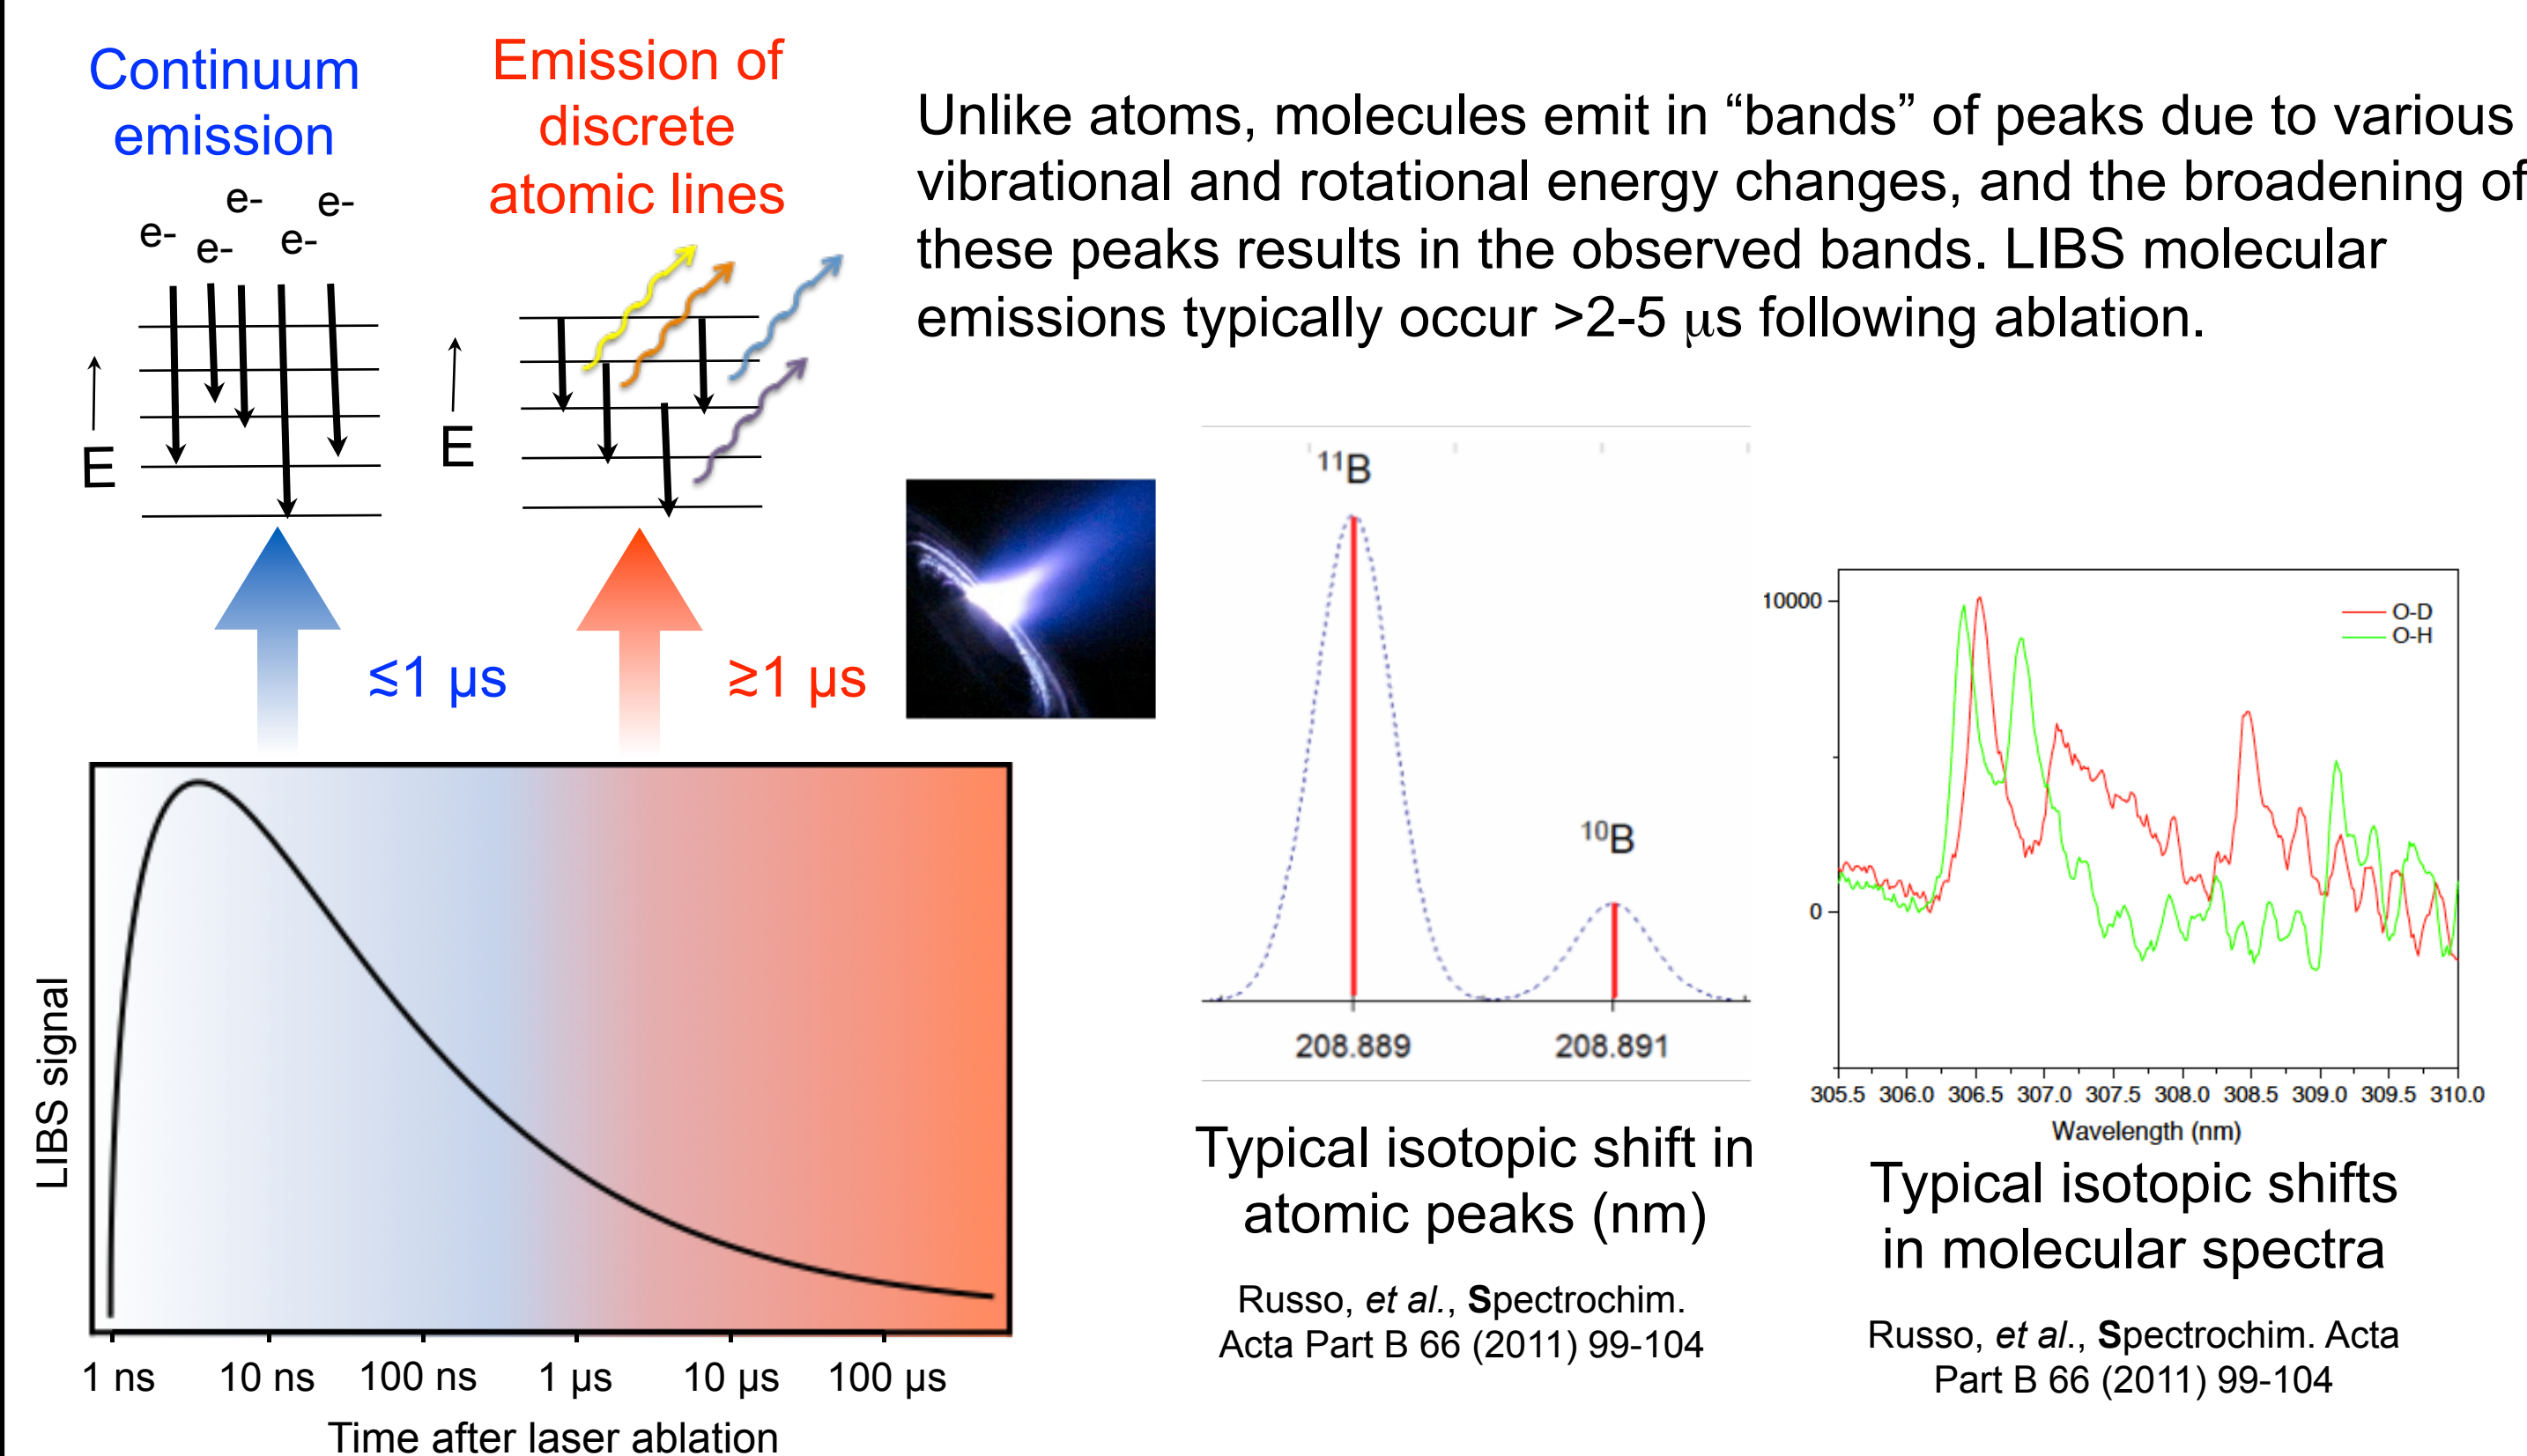 Continuum
emission
e-
e-
e-
e-
e-
E
Emission of
discrete
atomic lines
E
Unlike atoms, molecules emit in “bands” of peaks due to various
vibrational and rotational energy changes, and the broadening of
these peaks results in the observed bands. LIBS molecular
emissions typically occur >2-5 μs following ablation.
≲1 μs
≳1 μs
LIBS signal
1 ns 10 ns 100 ns 1 μs 10 μs 100 μs
Time after laser ablation
¹¹B
¹⁰B
208.889 208.891
Typical isotopic shift in
atomic peaks (nm)
Russo, et al., Spectrochim.
Acta Part B 66 (2011) 99-104
10000
0
O-D
O-H
305.5 306.0 306.5 307.0 307.5 308.0 308.5 309.0 309.5 310.0
Wavelength (nm)
Typical isotopic shifts
in molecular spectra
Russo, et al., Spectrochim. Acta
Part B 66 (2011) 99-104